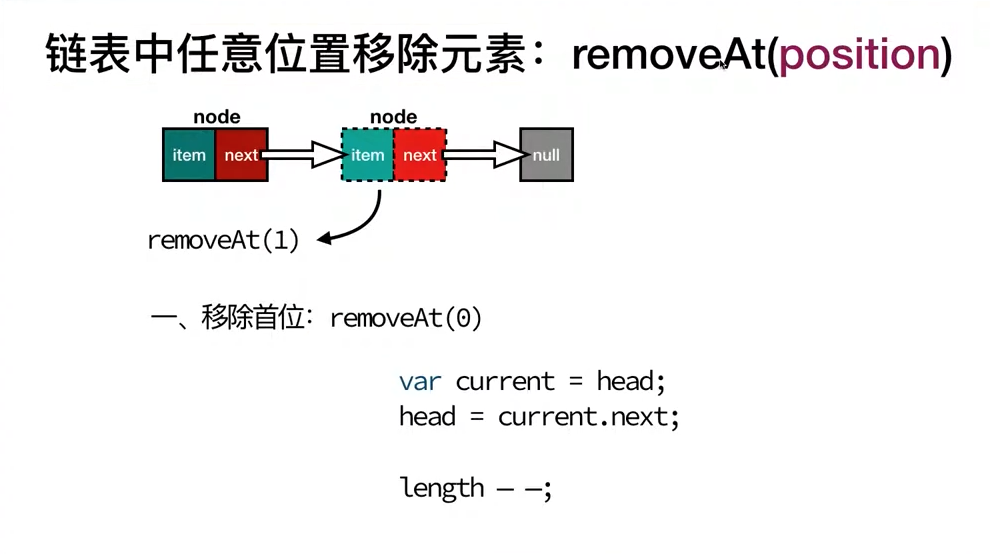 链表中任意位置移除元素：removeAt(position)
node node
item next item next null
removeAt(1)
一、移除首位：removeAt(0)
var current = head;
head = current.next;
length — —;